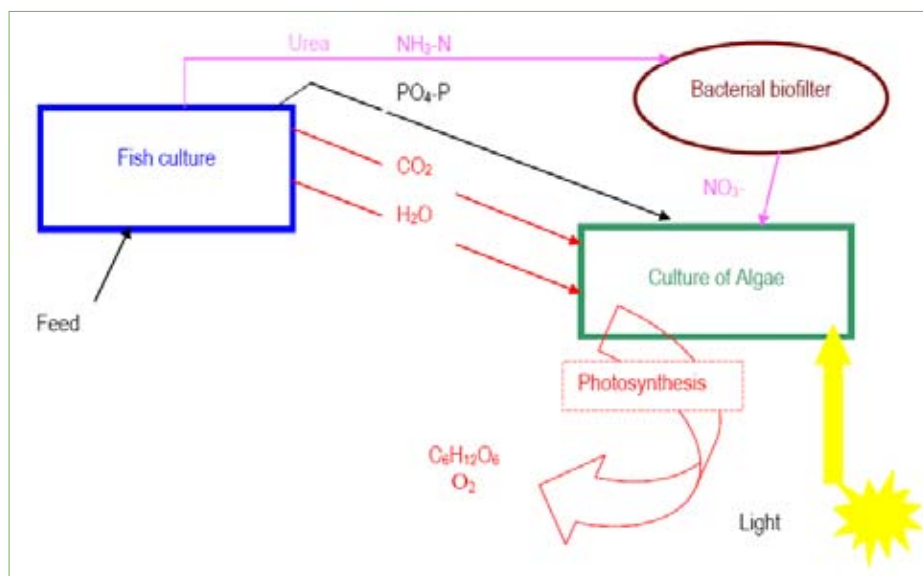 Urea NH₃-N
Bacterial biofilter
PO₄-P
Fish culture
CO₂
NO₃-
H₂O
Culture of Algae
Feed
Photosynthesis
C₆H₁₂O₆
O₂
Light